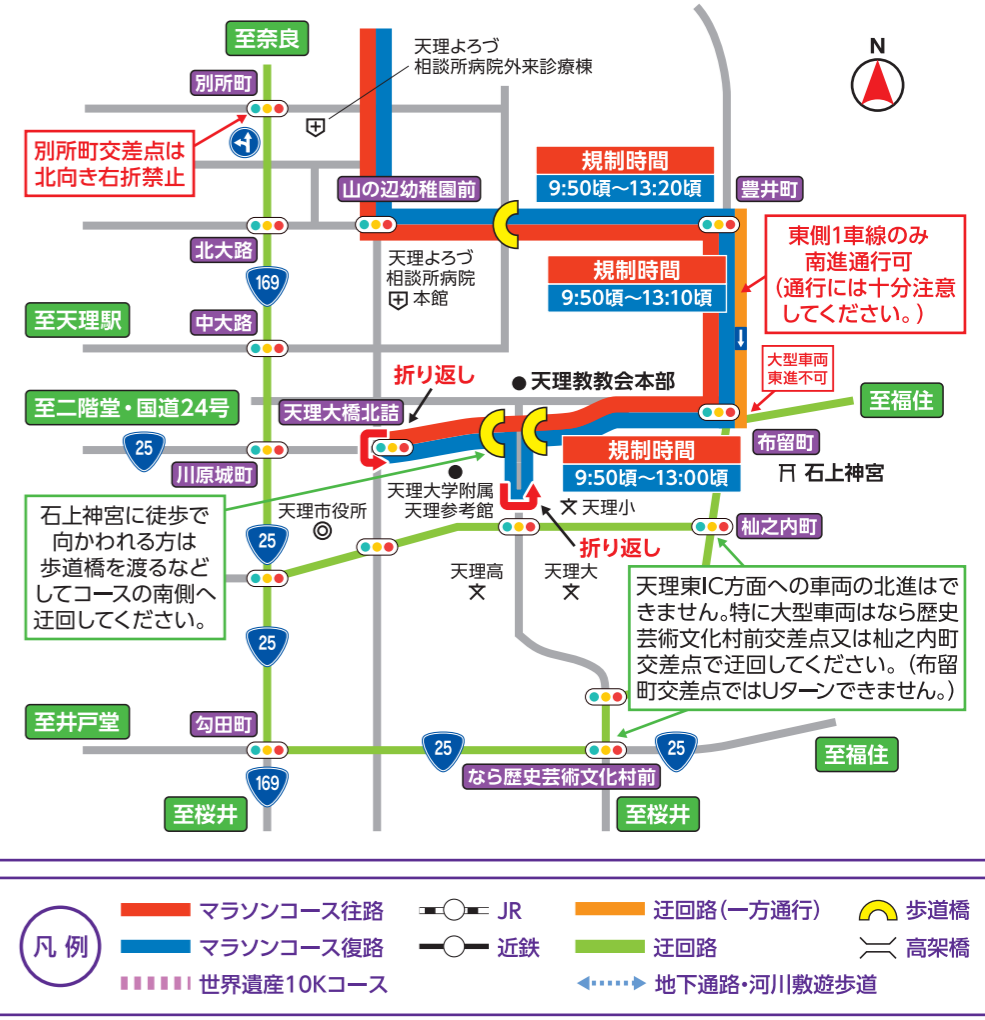 至奈良
天理よろづ
相談所病院外来診療棟
N
別所町
別所町交差点は
北向き右折禁止
規制時間
9:50頃〜13:20頃
山の辺幼稚園前
豊井町
北大路
169
天理よろづ
相談所病院
本館
規制時間
9:50頃〜13:10頃
東側1車線のみ
南進通行可
(通行には十分注意
してください。)
至天理駅
中大路
大型車両
東進不可
折り返し
天理教教会本部
至二階堂・国道24号
天理大橋北詰
至福住
25
川原城町
規制時間
9:50頃〜13:00頃
布留町
石上神宮
天理大学附属
天理参考館
石上神宮に徒歩で
向かわれる方は
歩道橋を渡るなど
してコースの南側へ
迂回してください。
天理市役所
文 天理小
杣之内町
25
折り返し
天理高
文
天理大
文
天理東IC方面への車両の北進はで
きません。特に大型車両はなら歴史
芸術文化村前交差点又は杣之内町
交差点で迂回してください。(布留
町交差点ではUターンできません。)
25
至井戸堂
勾田町
25
25
至福住
なら歴史芸術文化村前
169
至桜井
至桜井
凡例
マラソンコース往路
JR
迂回路(一方通行)
歩道橋
マラソンコース復路
近鉄
迂回路
高架橋
世界遺産10Kコース
地下通路・河川敷遊歩道